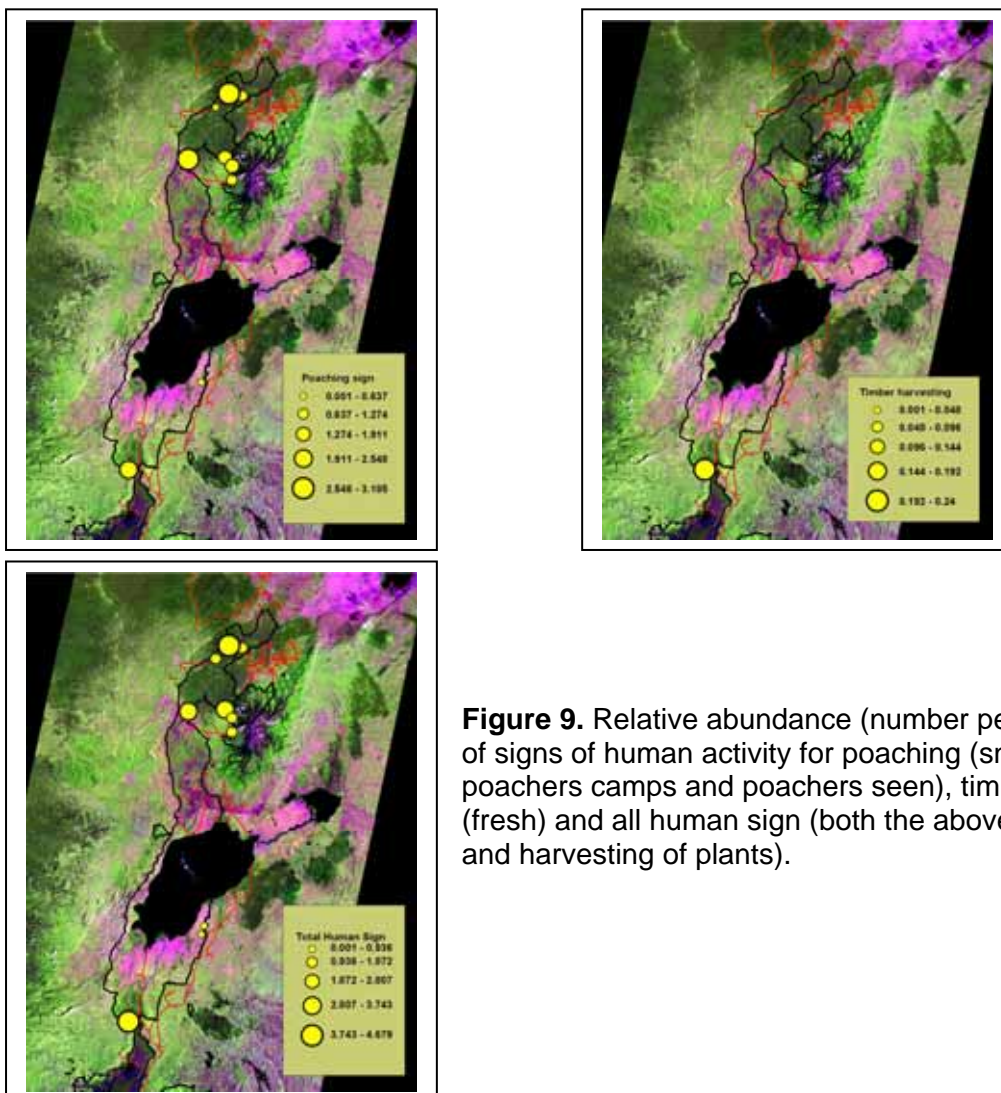 Poaching sign
0.001 - 0.637
0.637 - 1.274
1.274 - 1.911
1.911 - 2.548
2.548 - 3.185
Timber harvesting
0.001 - 0.048
0.048 - 0.096
0.096 - 0.144
0.144 - 0.192
0.192 - 0.24
Total Human Sign
0.001 - 0.936
0.936 - 1.872
1.872 - 2.807
2.807 - 3.743
3.743 - 4.679
Figure 9. Relative abundance (number pe
of signs of human activity for poaching (sn
poachers camps and poachers seen), tim
(fresh) and all human sign (both the above
and harvesting of plants).